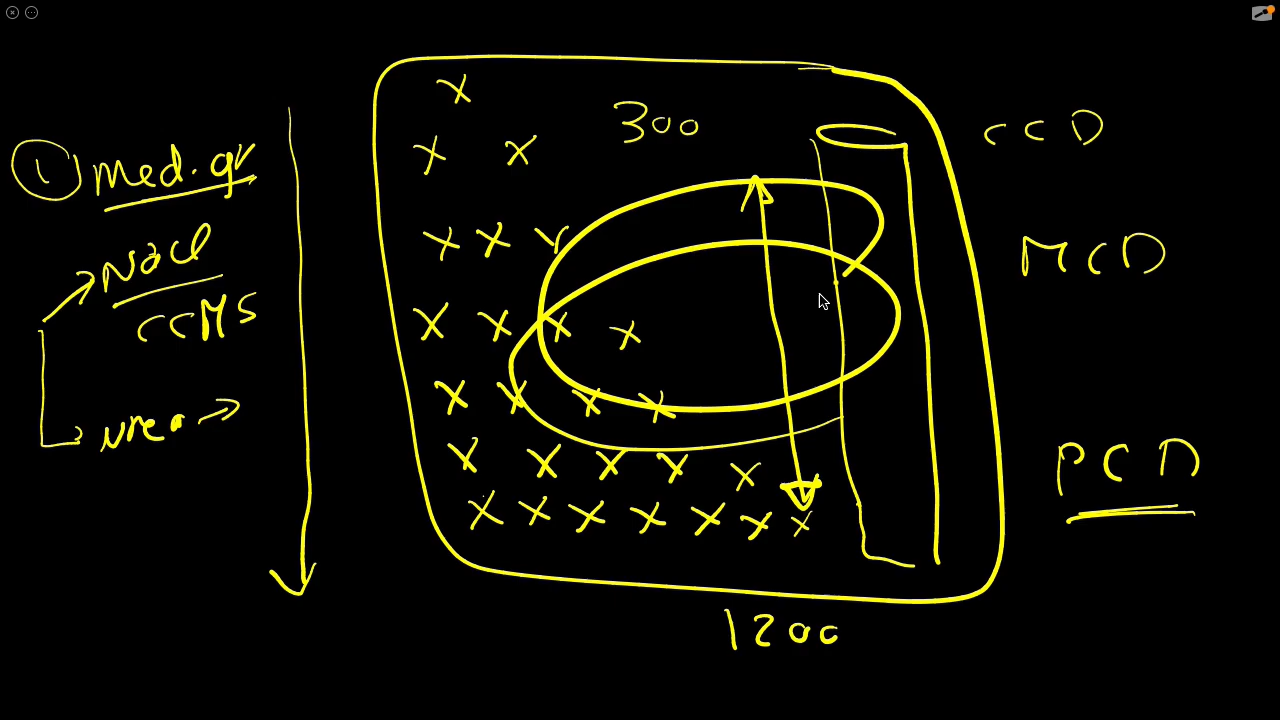 300
CCD
① med. gr
NaCl
CCMS
MCD
urea →
PCD
1200